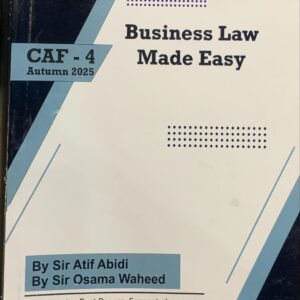 Business Law
Made Easy
CAF - 4
Autumn 2025
By Sir Atif Abidi
By Sir Osama Waheed